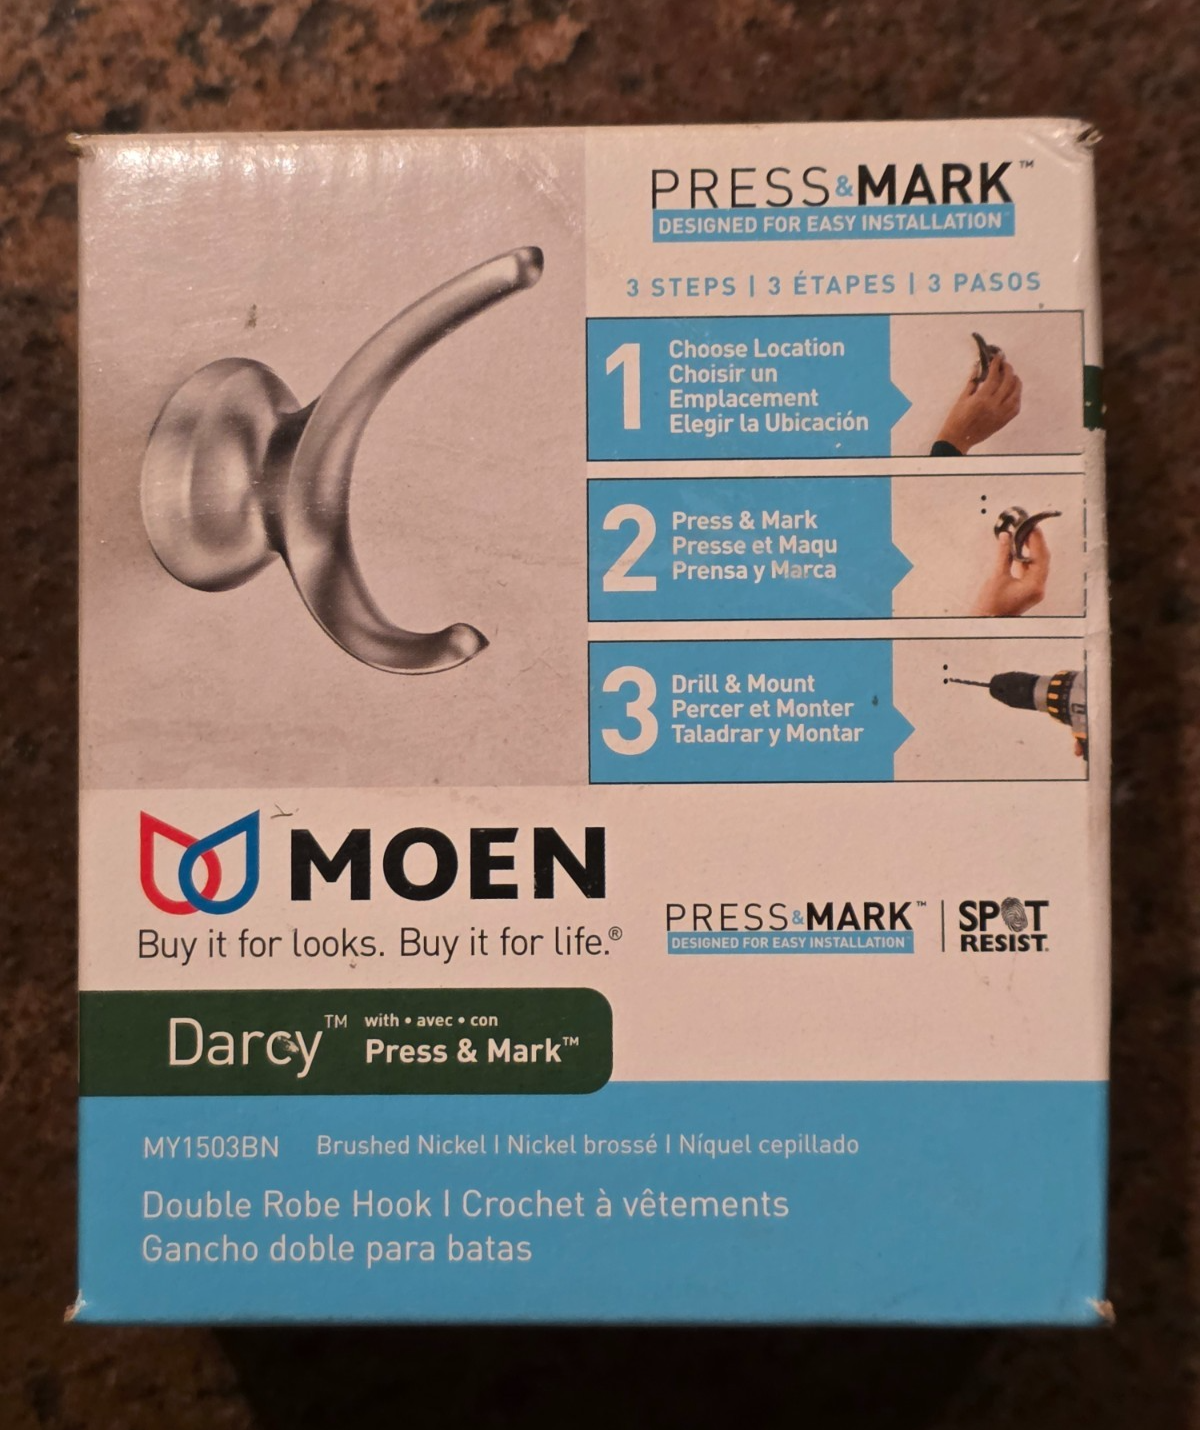 PRESS&MARK™
DESIGNED FOR EASY INSTALLATION™
3 STEPS | 3 ÉTAPES | 3 PASOS
1
Choose Location
Choisir un
Emplacement
Elegir la Ubicación
2
Press & Mark
Presse et Maqu
Prensa y Marca
3
Drill & Mount
Percer et Monter
Taladrar y Montar
MOEN
Buy it for looks. Buy it for life.®
PRESS&MARK™
DESIGNED FOR EASY INSTALLATION™
SPOT
RESIST.
Darcy™
with • avec • con
Press & Mark™
MY1503BN Brushed Nickel | Nickel brossé | Níquel cepillado
Double Robe Hook | Crochet à vêtements
Gancho doble para batas